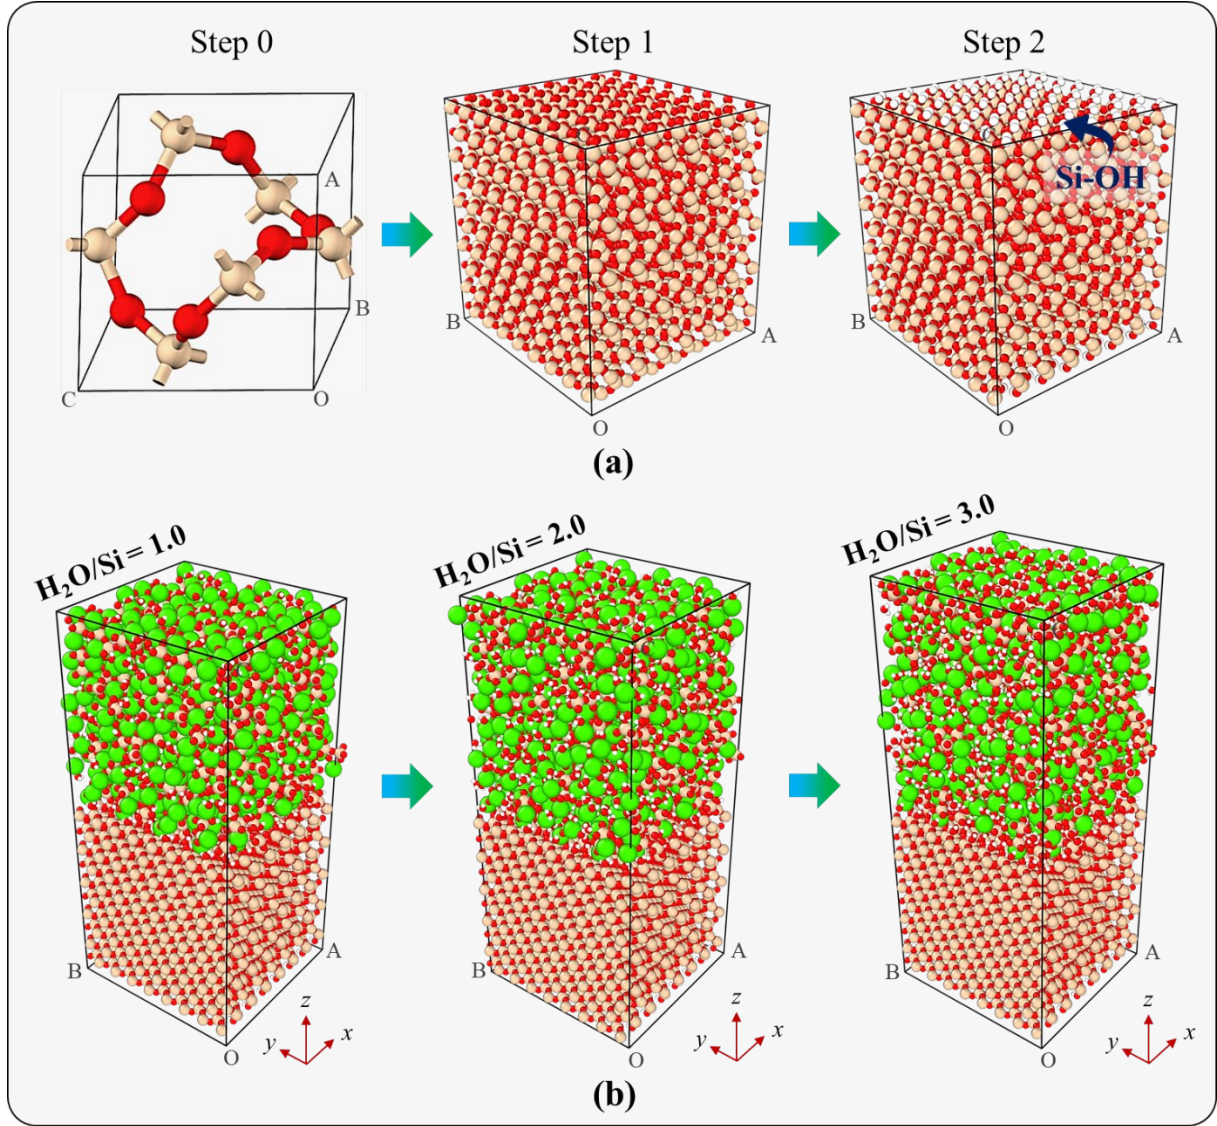 Step 0
Step 1
Step 2
A
B
C
O
B
A
O
C
Si-OH
B
A
O
(a)
H₂O/Si = 1.0
H₂O/Si = 2.0
H₂O/Si = 3.0
B
A
O
z
y
x
B
A
O
z
y
x
B
A
O
z
y
x
(b)